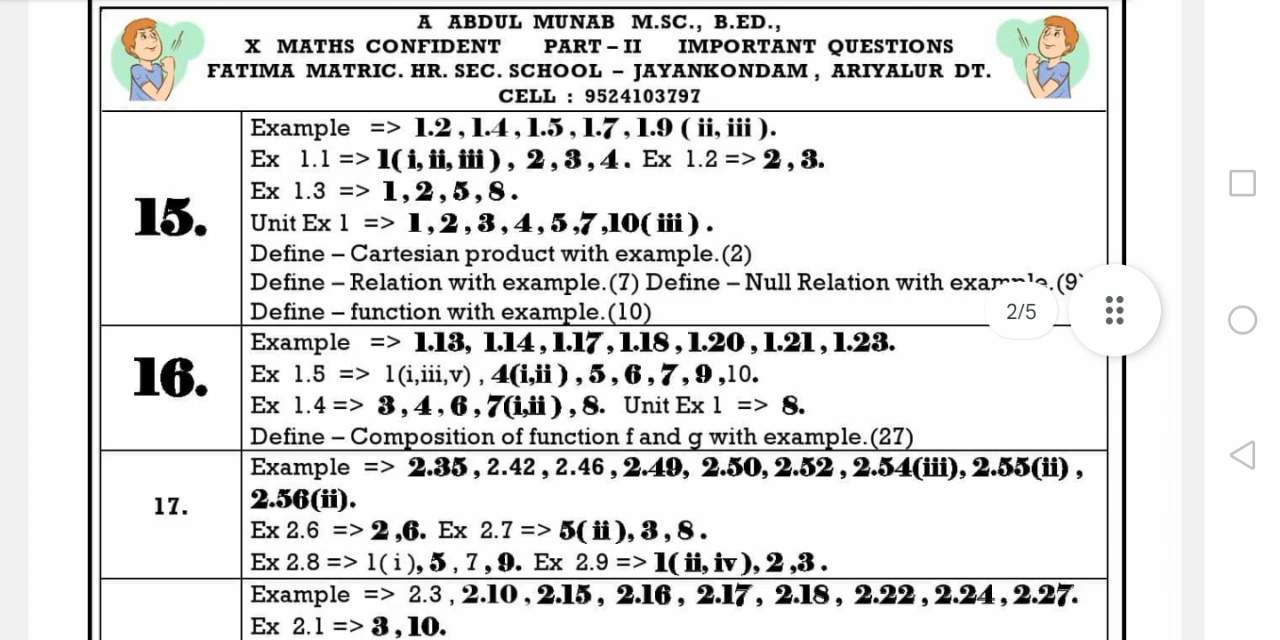 A ABDUL MUNAB M.SC., B.ED.,
X MATHS CONFIDENT PART – II IMPORTANT QUESTIONS
FATIMA MATRIC. HR. SEC. SCHOOL – JAYANKONDAM , ARIYALUR DT.
CELL : 9524103797
Example => 1.2 , 1.4 , 1.5 , 1.7 , 1.9 ( ii, iii ).
Ex 1.1 => 1( i, ii, iii ) , 2 , 3 , 4 . Ex 1.2 => 2 , 3.
Ex 1.3 => 1 , 2 , 5 , 8 .
15.
Unit Ex 1 => 1 , 2 , 3 , 4 , 5 ,7 ,10( iii ) .
Define – Cartesian product with example.(2)
Define – Relation with example.(7) Define – Null Relation with example.(9
Define – function with example.(10)
2/5
Example => 1.13, 1.14 , 1.17 , 1.18 , 1.20 , 1.21 , 1.23.
16.
Ex 1.5 => 1(i,iii,v) , 4(i,ii ) , 5 , 6 , 7 , 9 ,10.
Ex 1.4 => 3 , 4 , 6 , 7(i,ii ) , 8. Unit Ex 1 => 8.
Define – Composition of function f and g with example.(27)
Example => 2.35 , 2.42 , 2.46 , 2.49, 2.50, 2.52 , 2.54(iii), 2.55(ii) ,
17.
2.56(ii).
Ex 2.6 => 2 ,6. Ex 2.7 => 5( ii ), 3 , 8 .
Ex 2.8 => 1( i ), 5 , 7 , 9. Ex 2.9 => 1( ii, iv ), 2 ,3 .
Example => 2.3 , 2.10 , 2.15 , 2.16 , 2.17 , 2.18 , 2.22 , 2.24 , 2.27.
Ex 2.1 => 3 , 10.